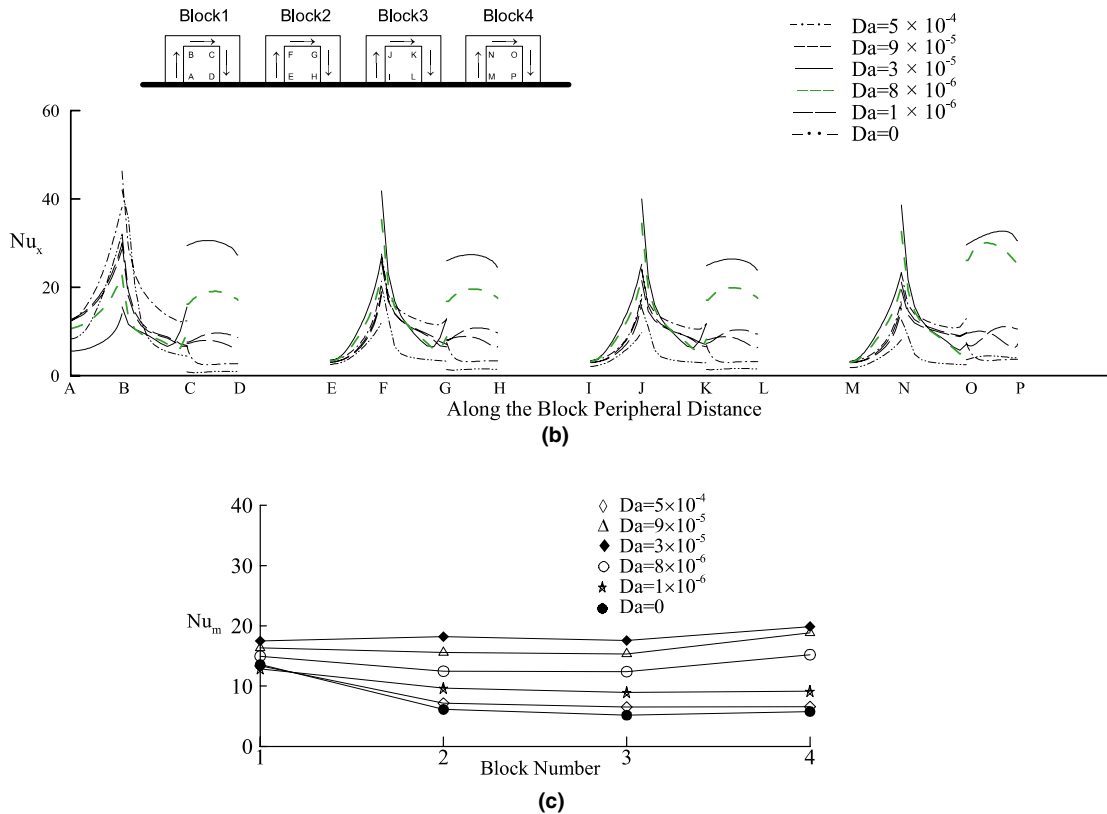 Block1 Block2 Block3 Block4
B C F G J K N O
A D E H I L M P
Da=5 × 10⁻⁴
Da=9 × 10⁻⁵
Da=3 × 10⁻⁵
Da=8 × 10⁻⁶
Da=1 × 10⁻⁶
Da=0
60
40
Nuₓ
20
0
A B C D E F G H I J K L M N O P
Along the Block Peripheral Distance
(b)
40
30
Nuₘ
20
10
0
Da=5×10⁻⁴
Da=9×10⁻⁵
Da=3×10⁻⁵
Da=8×10⁻⁶
Da=1×10⁻⁶
Da=0
1 2 3 4
Block Number
(c)